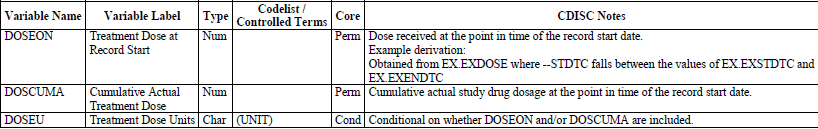 Variable Name Variable Label Type Codelist / Controlled Terms Core CDISC Notes
DOSEON Treatment Dose at Record Start Num Perm Dose received at the point in time of the record start date.
Example derivation:
Obtained from EX.EXDOSE where --STDTC falls between the values of EX.EXSTDTC and
EX.EXENDTC
DOSCUMA Cumulative Actual Treatment Dose Num Perm Cumulative actual study drug dosage at the point in time of the record start date.
DOSEU Treatment Dose Units Char (UNIT) Cond Conditional on whether DOSEON and/or DOSCUMA are included.